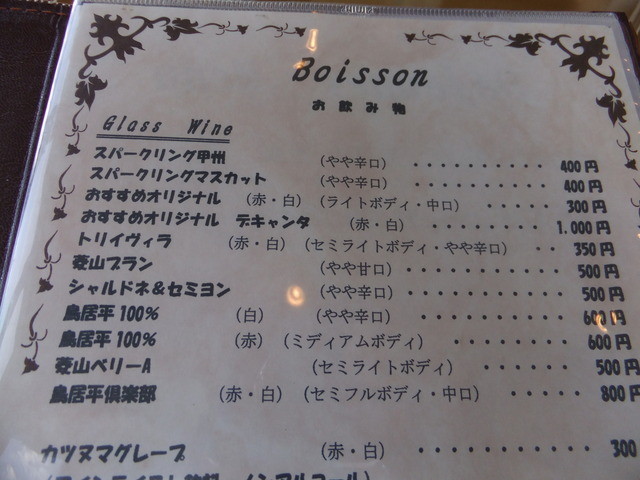 Boisson
お飲み物
Glass Wine
スパークリング甲州 (やや辛口) ・・・・・・・・・・ 400円
スパークリングマスカット (やや辛口) ・・・・・・・・・・ 400円
おすすめオリジナル (赤・白) (ライトボディ・中口) ・・・・・・ 300円
おすすめオリジナル デキャンタ (赤・白) ・・・・・・・・ 1.000円
トリイヴィラ (赤・白) (セミライトボディ・やや辛口) ・・ 350円
菱山ブラン (やや甘口) ・・・・・・・・・・ 500円
シャルドネ&セミヨン (やや辛口) ・・・・・・・・・・ 500円
鳥居平100% (白) (やや辛口) ・・・・・・・・・・ 600円
鳥居平100% (赤) (ミディアムボディ) ・・・・・・・・ 600円
菱山ベリーA (セミライトボディ) ・・・・・・・ 500円
鳥居平倶楽部 (赤・白) (セミフルボディ・中口) ・・・・・・ 800円
カツヌマグレープ (赤・白) ・・・・・・・・・・・ 300